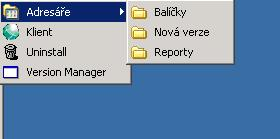 Adresáře
Klient
Uninstall
Version Manager
Balíčky
Nová verze
Reporty